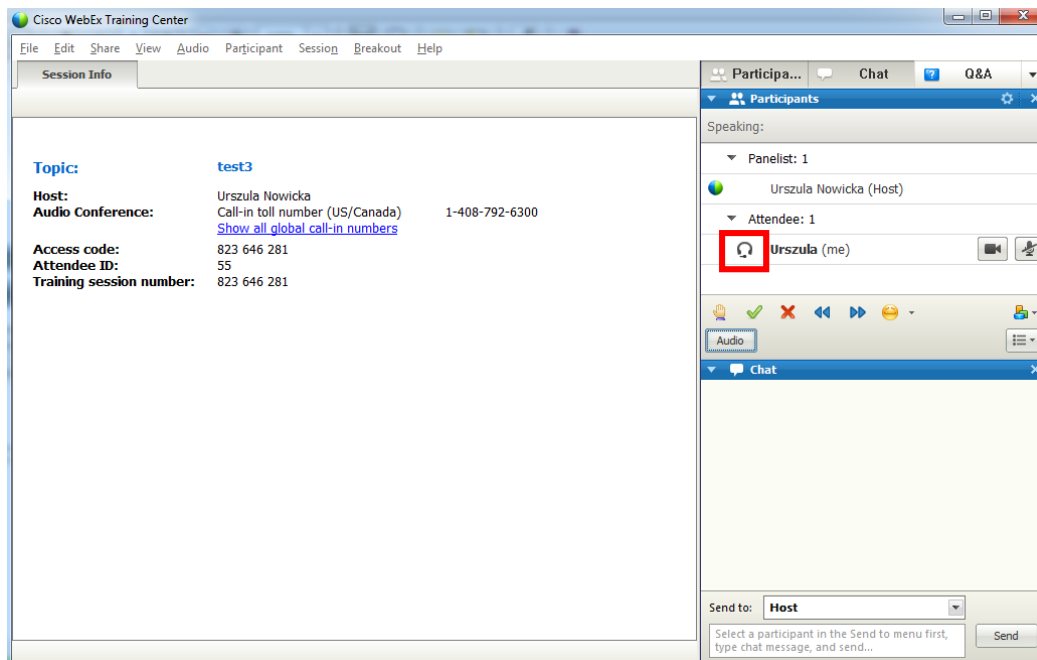 Cisco WebEx Training Center
File Edit Share View Audio Participant Session Breakout Help
Session Info
Participa... Chat ? Q&A
Participants
Speaking:
Panelist: 1
Urszula Nowicka (Host)
Attendee: 1
Urszula (me)
Audio
Chat
Topic: test3
Host: Urszula Nowicka
Audio Conference: Call-in toll number (US/Canada) 1-408-792-6300
Show all global call-in numbers
Access code: 823 646 281
Attendee ID: 55
Training session number: 823 646 281
Send to: Host
Select a participant in the Send to menu first,
type chat message, and send...
Send